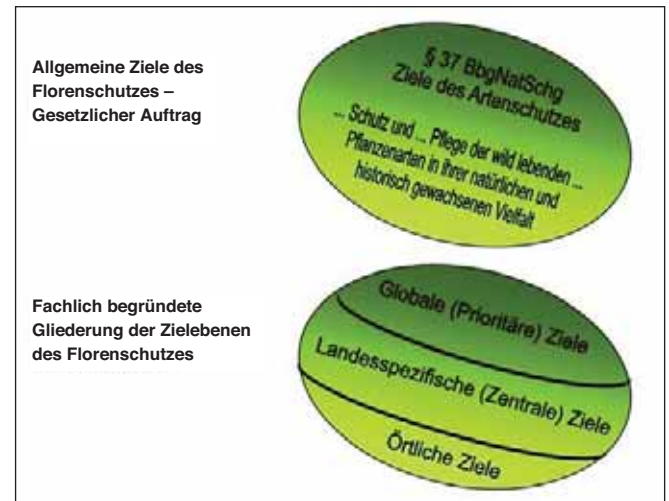 Allgemeine Ziele des
Florenschutzes –
Gesetzlicher Auftrag
§ 37 BbgNatSchg
Ziele des Artenschutzes
... Schutz und ... Pflege der wild lebenden ...
Pflanzenarten in ihrer natürlichen und
historisch gewachsenen Vielfalt
Fachlich begründete
Gliederung der Zielebenen
des Florenschutzes
Globale (Prioritäre) Ziele
Landesspezifische (Zentrale) Ziele
Örtliche Ziele